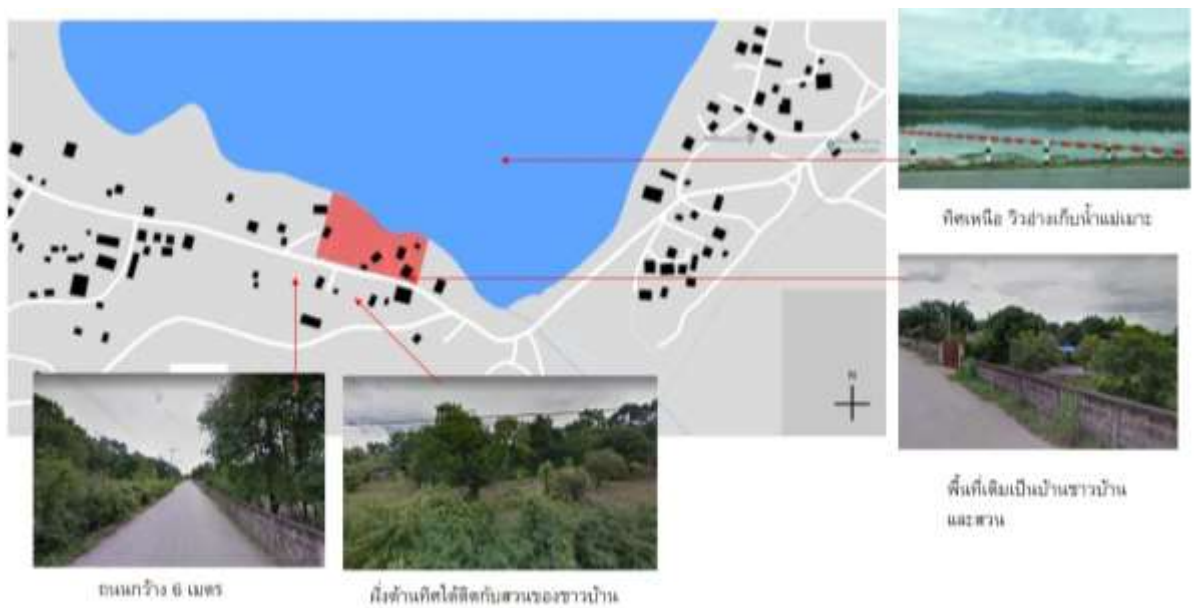 ทิศเหนือ วิวอ่างเก็บน้ำแม่เมาะ
N
พื้นที่เดิมเป็นบ้านชาวบ้าน
และสวน
ถนนกว้าง 6 เมตร
ฝั่งด้านทิศใต้ติดกับสวนของชาวบ้าน